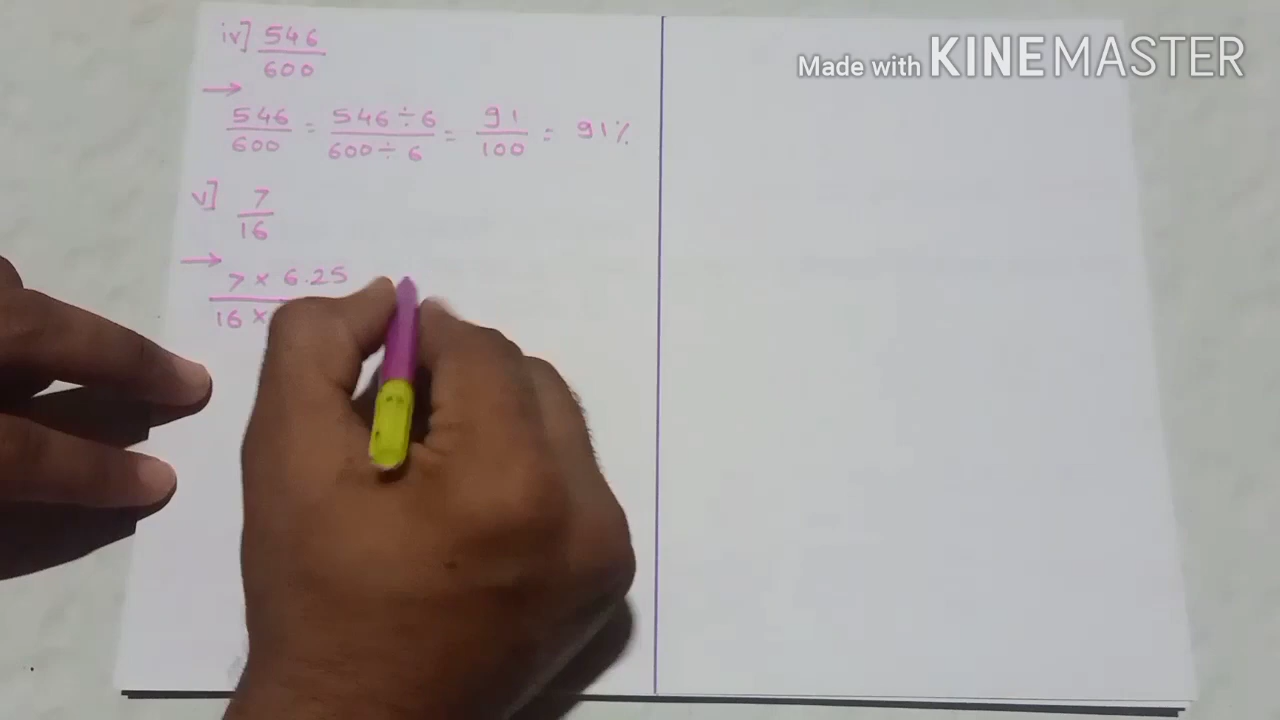 Made with KINEMASTER
iv] 546/600
→
546/600 = 546÷6/600÷6 = 91/100 = 91%
v] 7/16
→
7 × 6.25
16 ×